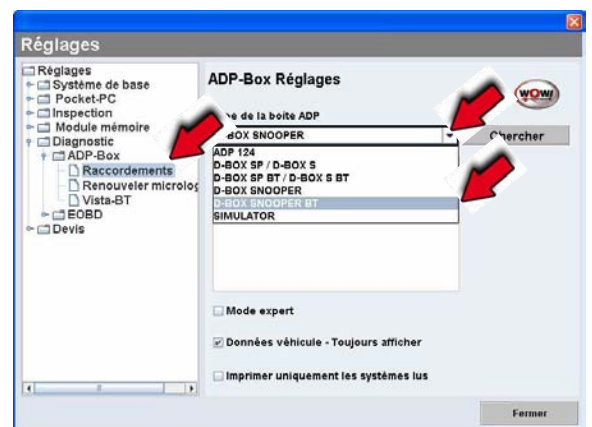 Réglages
Réglages
Système de base
Pocket-PC
Inspection
Module mémoire
Diagnostic
ADP-Box
Raccordements
Renouveler microlog
Vista-BT
EOBD
Devis
ADP-Box Réglages
de la boite ADP
BOX SNOOPER
ADP 124
D-BOX SP / D-BOX S
D-BOX SP BT / D-BOX S BT
D-BOX SNOOPER
D-BOX SNOOPER BT
SIMULATOR
WOW!
Chercher
Mode expert
Données véhicule - Toujours afficher
Imprimer uniquement les systèmes lus
Fermer